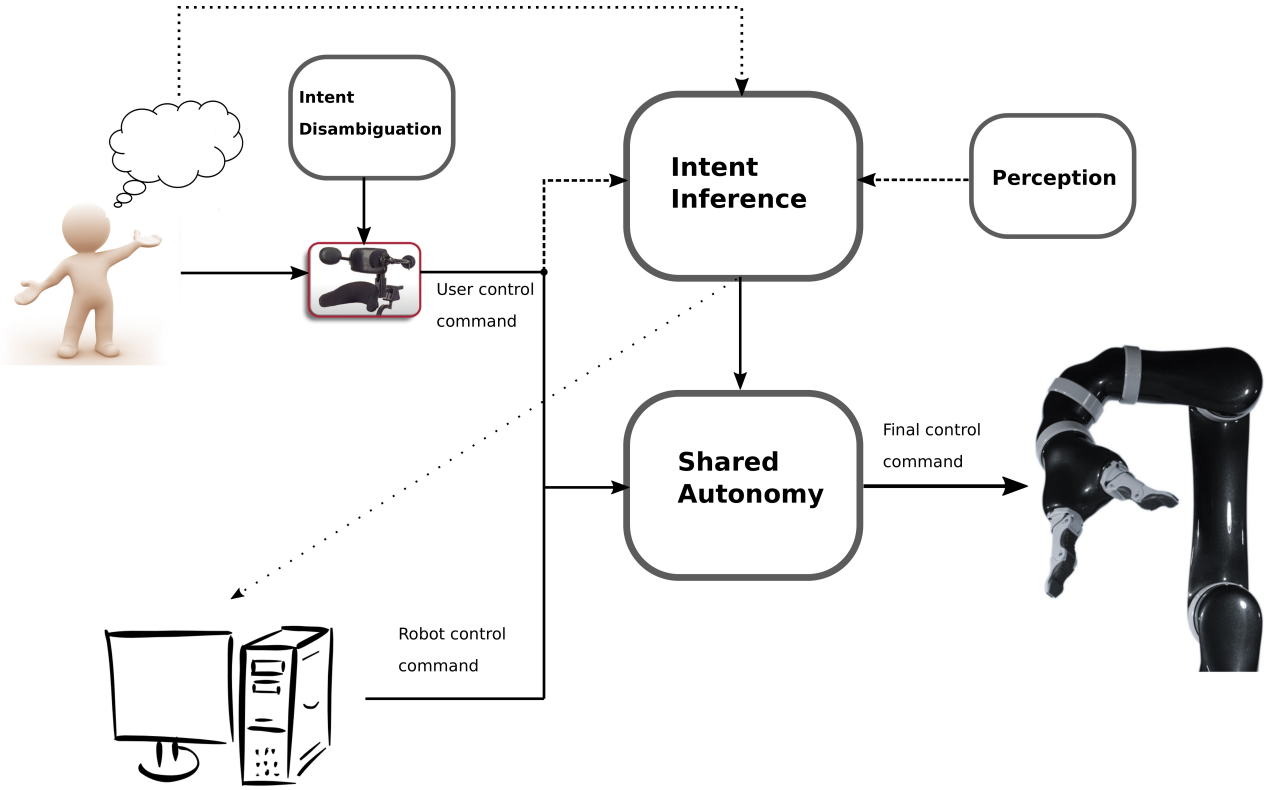 Intent
Disambiguation
Intent
Inference
Perception
User control
command
Shared
Autonomy
Final control
command
Robot control
command